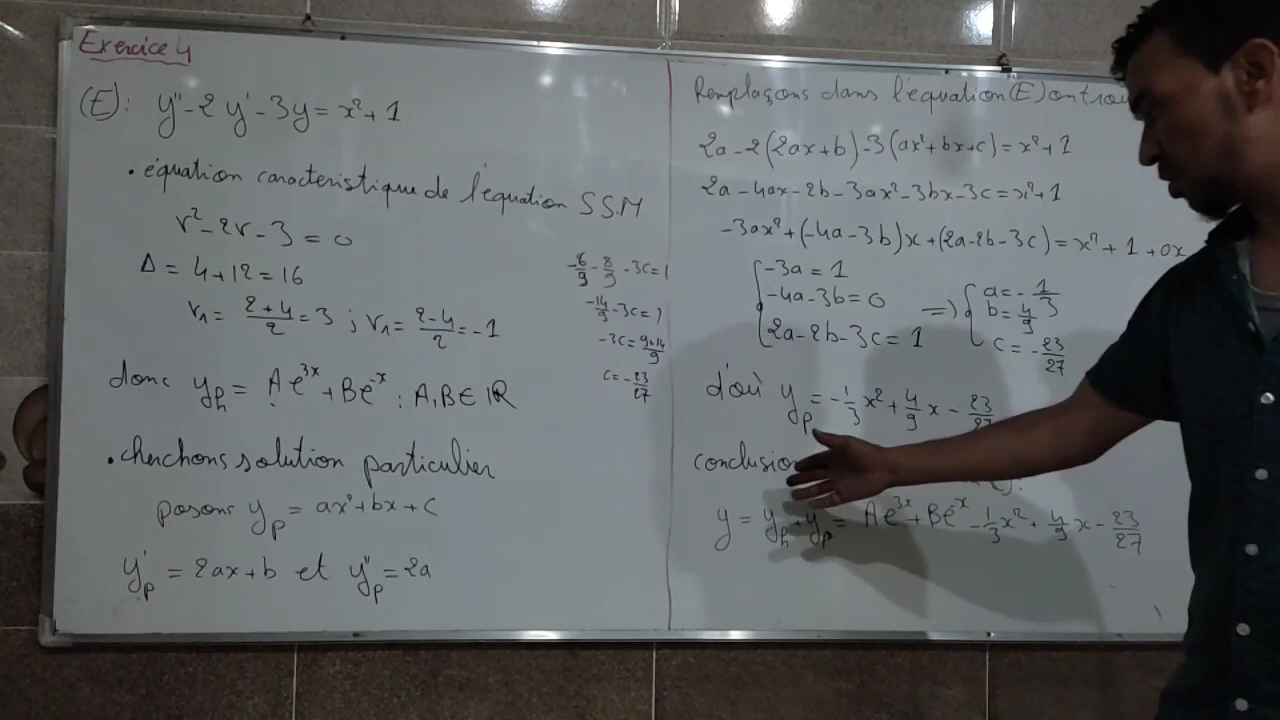 Exercice 4
(E): y'' - 2y' - 3y = x² + 1
• équation caracteristique de l'équation SSM
r² - 2r - 3 = 0
Δ = 4 + 12 = 16
r₁ = (2+4)/2 = 3 ; r₁ = (2-4)/2 = -1
donc y_h = Ae^{3x} + Be^{-x} : A, B ∈ ℝ
• cherchons solution particulier
posons y_p = ax² + bx + c
y'_p = 2ax + b et y''_p = 2a
-6/9 - 8/9 - 3c = 1
-14/9 - 3c = 1
-3c = (9+14)/9
c = -23/27
Remplaçons dans l'équation (E) on
2a - 2(2ax + b) - 3(ax² + bx + c) = x² + 1
2a - 4ax - 2b - 3ax² - 3bx - 3c = x² + 1
-3ax² + (-4a - 3b)x + (2a - 2b - 3c) = x² + 1 + 0x
{ -3a = 1
-4a - 3b = 0
2a - 2b - 3c = 1
=> { a = -1/3
b = 4/9
c = -23/27
d'où y_p = -1/3 x² + 4/9 x - 23/27
conclusion
y = y_h + y_p = Ae^{3x} + Be^{-x} - 1/3 x² + 4/9 x - 23/27